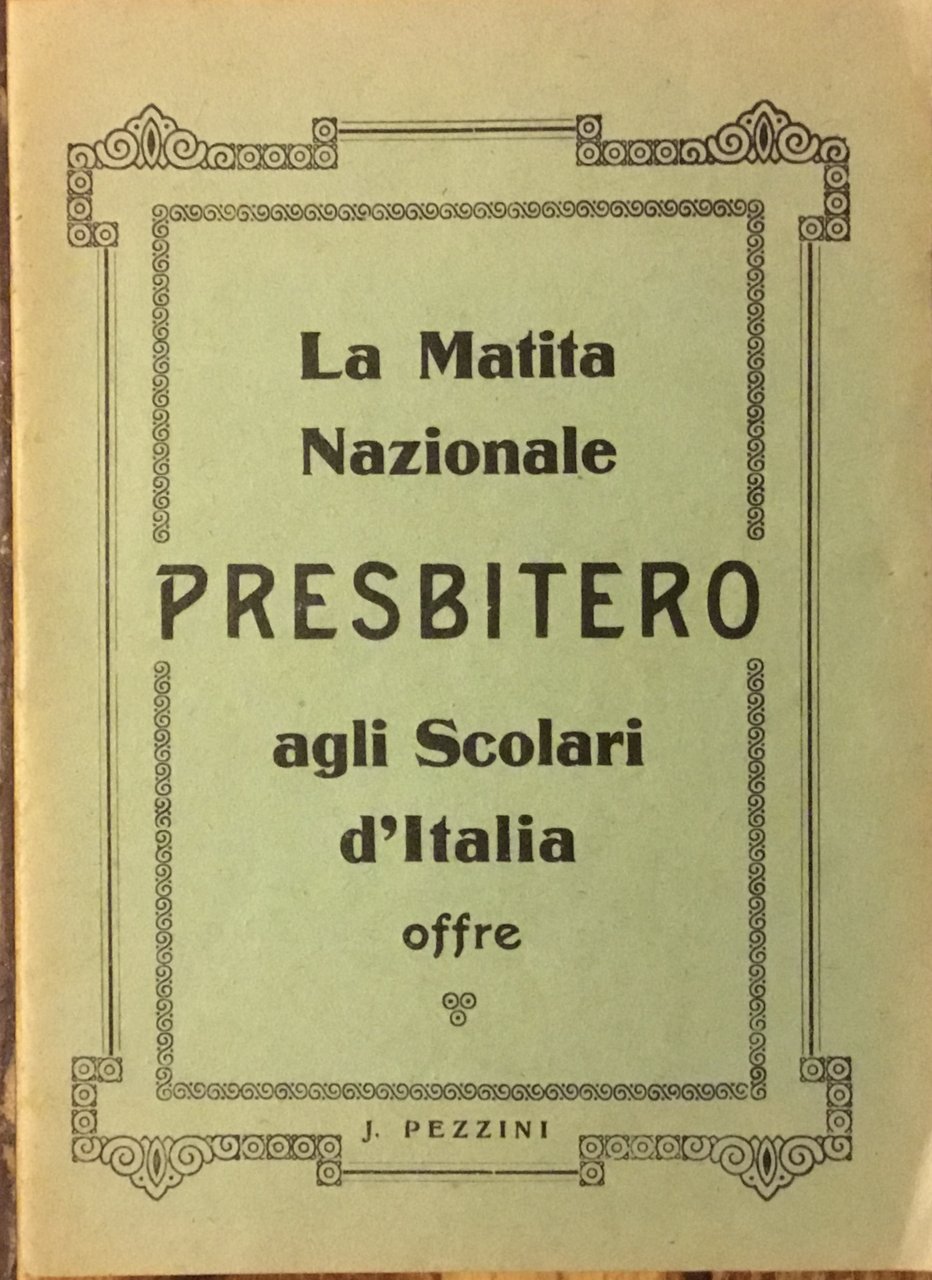 La Matita
Nazionale
PRESBITERO
agli Scolari
d'Italia
offre
J. PEZZINI